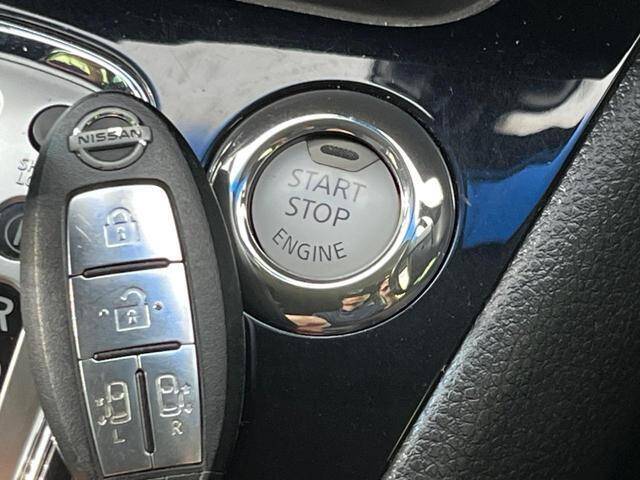 NISSAN
START
STOP
ENGINE
L R
R